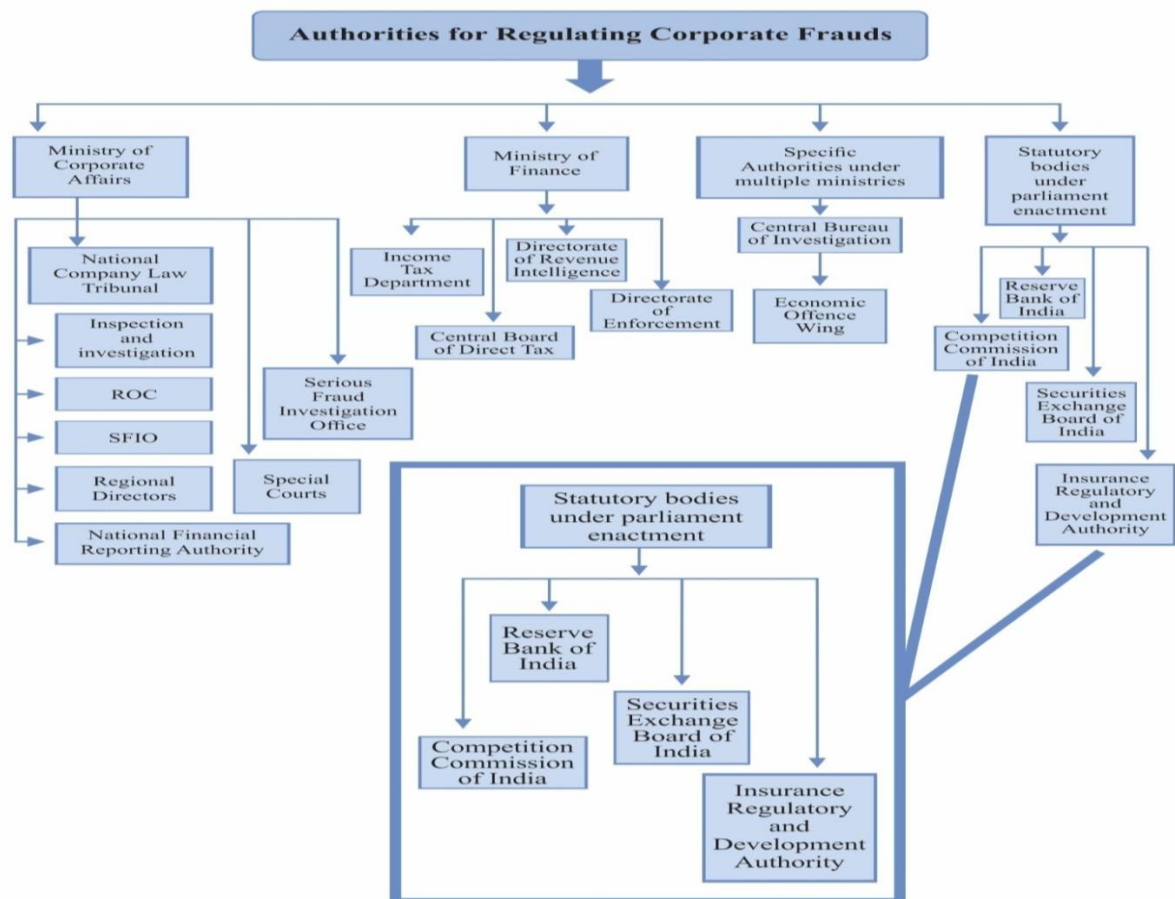 Authorities for Regulating Corporate Frauds
Ministry of
Corporate
Affairs
National
Company Law
Tribunal
Inspection
and
investigation
ROC
SFIO
Regional
Directors
National Financial
Reporting Authority
Serious
Fraud
Investigation
Office
Special
Courts
Ministry of
Finance
Income
Tax
Department
Central Board
of Direct Tax
Directorate
of Revenue
Intelligence
Directorate
of
Enforcement
Specific
Authorities under
multiple ministries
Central Bureau
of Investigation
Economic
Offence
Wing
Statutory
bodies
under
parliament
enactment
Reserve
Bank of
India
Competition
Commission
of India
Securities
Exchange
Board of
India
Insurance
Regulatory
and
Development
Authority
Statutory bodies
under parliament
enactment
Reserve
Bank of
India
Securities
Exchange
Board of
India
Competition
Commission
of India
Insurance
Regulatory
and
Development
Authority